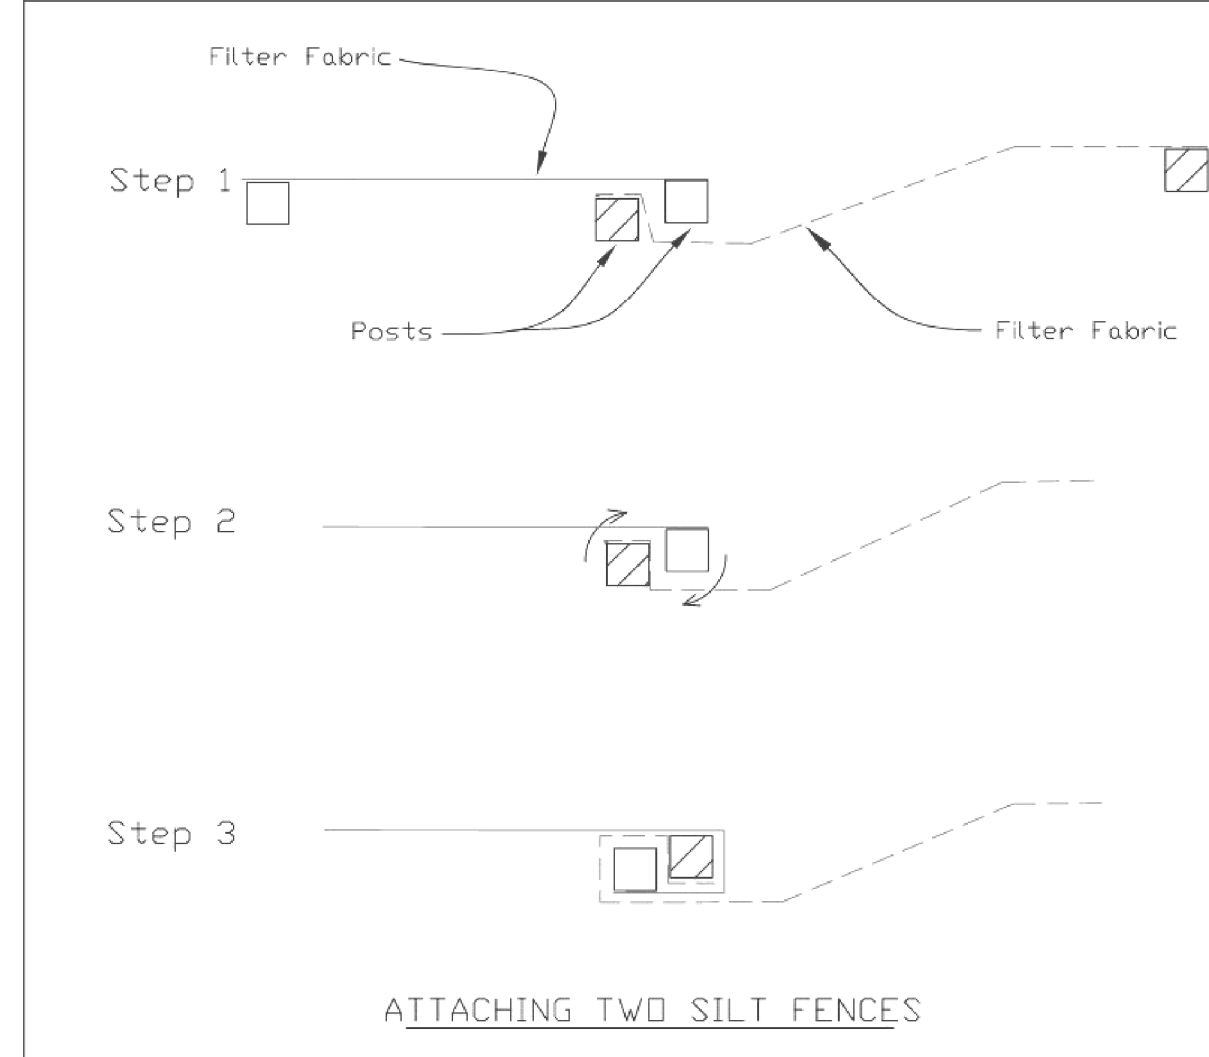 Filter Fabric
Step 1
Posts
Filter Fabric
Step 2
Step 3
ATTACHING TWO SILT FENCES